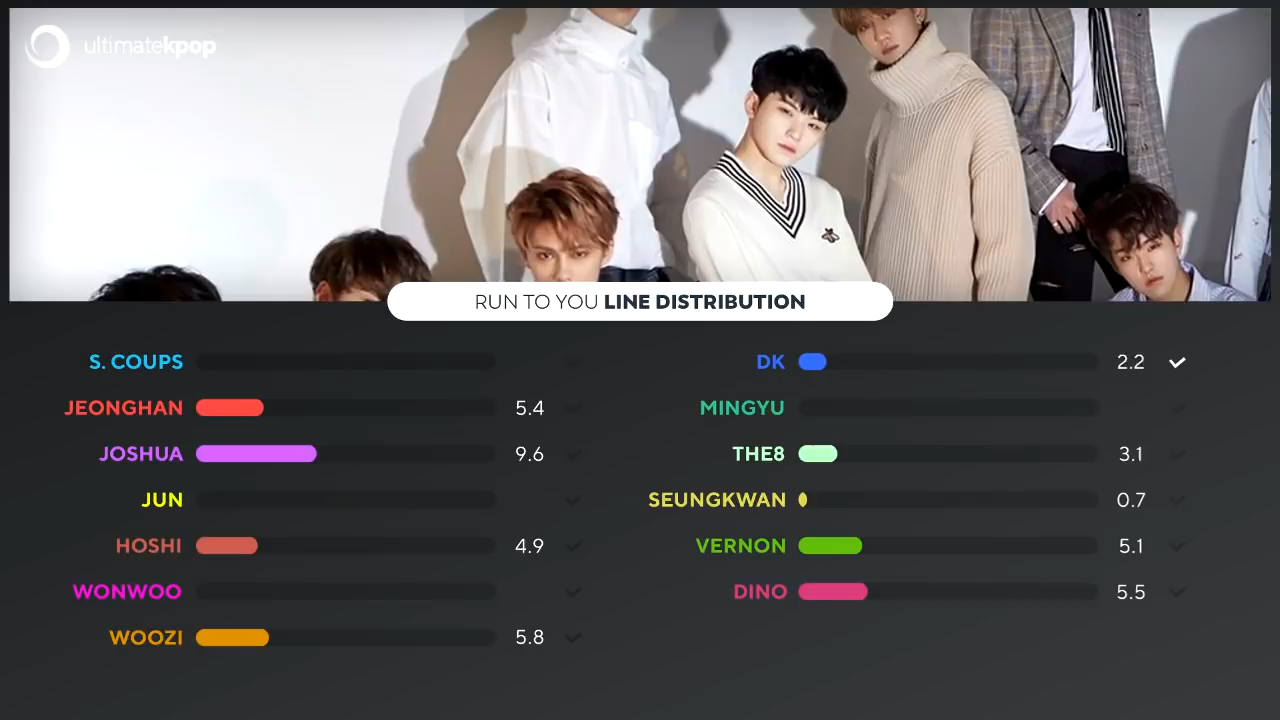 ultimatekpop
RUN TO YOU LINE DISTRIBUTION
S. COUPS
JEONGHAN 5.4
JOSHUA 9.6
JUN
HOSHI 4.9
WONWOO
WOOZI 5.8
DK 2.2
MINGYU
THE8 3.1
SEUNGKWAN 0.7
VERNON 5.1
DINO 5.5